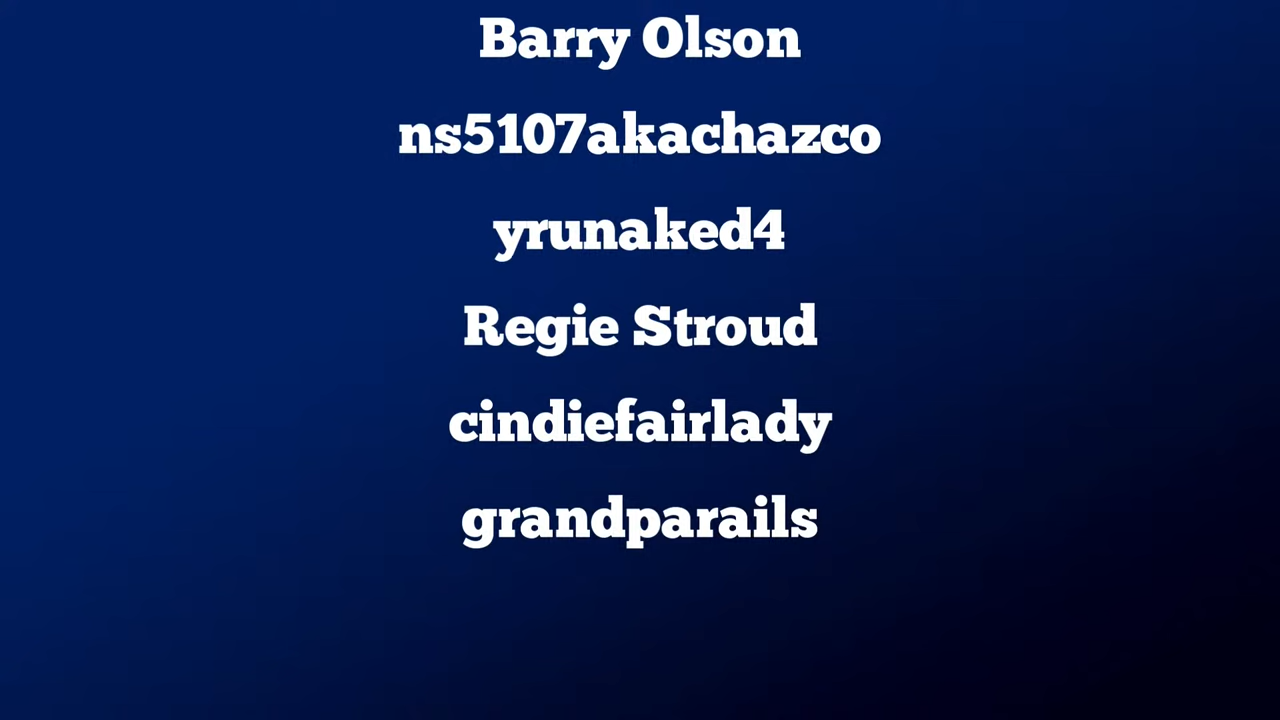 Barry Olson
ns5107akachazco
yrunaked4
Regie Stroud
cindiefairlady
grandparails